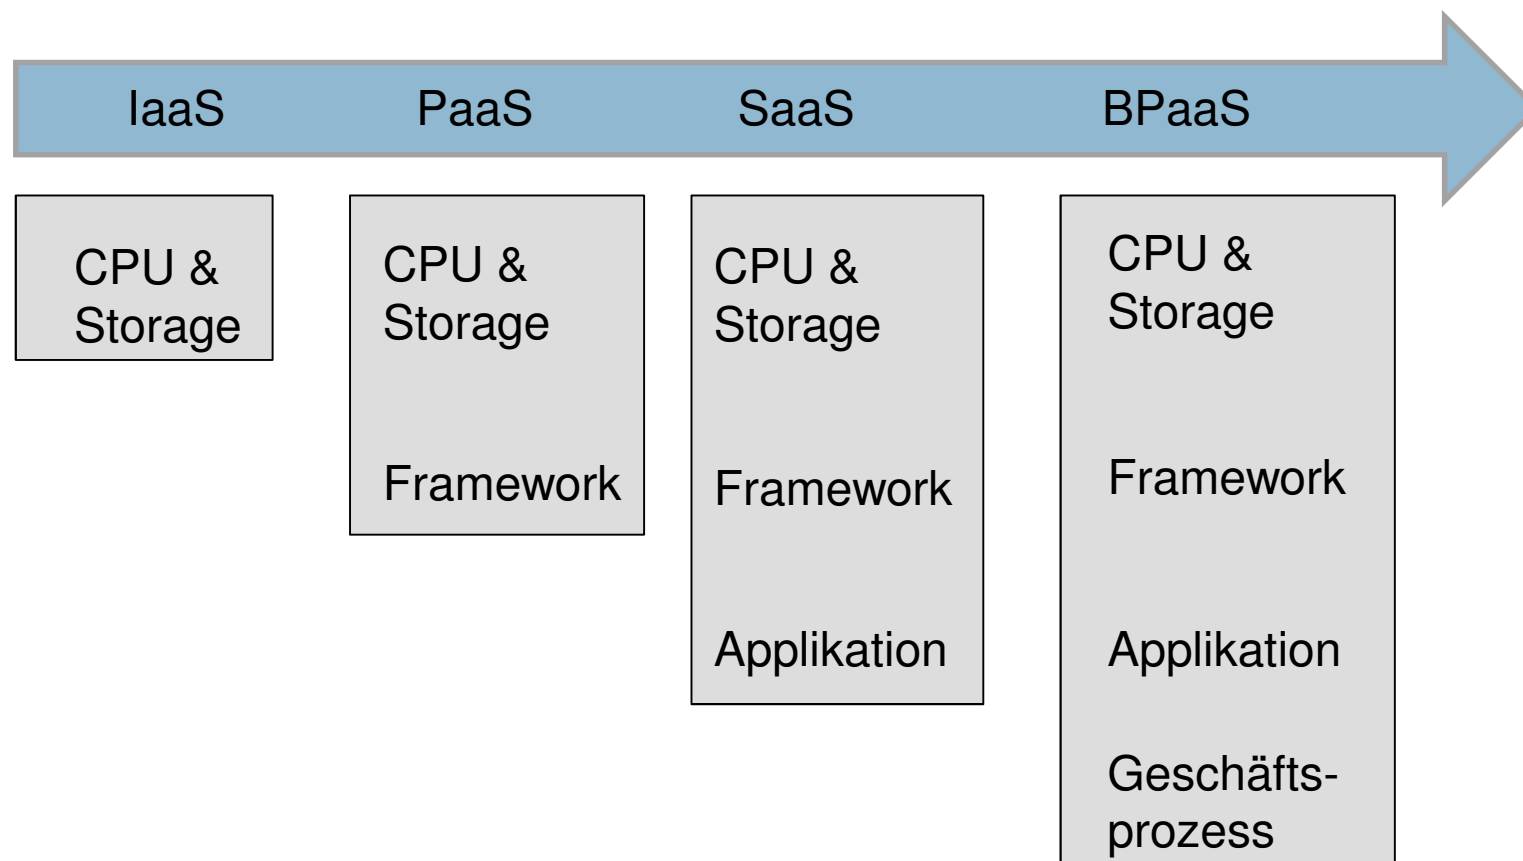 IaaS PaaS SaaS BPaaS
CPU &
Storage
CPU &
Storage
Framework
CPU &
Storage
Framework
Applikation
CPU &
Storage
Framework
Applikation
Geschäfts-
prozess